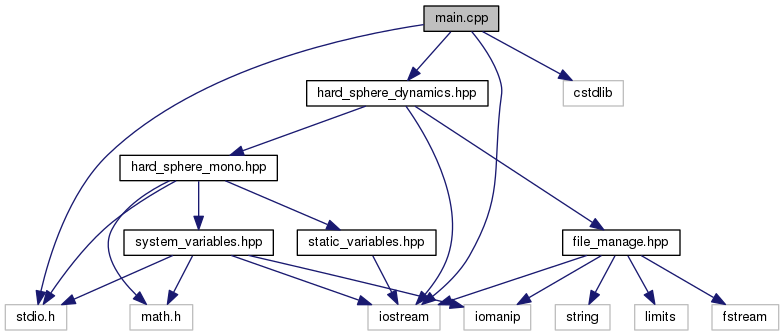 main.cpp
hard_sphere_dynamics.hpp
cstdlib
hard_sphere_mono.hpp
system_variables.hpp
static_variables.hpp
file_manage.hpp
stdio.h
math.h
iostream
iomanip
string
limits
fstream